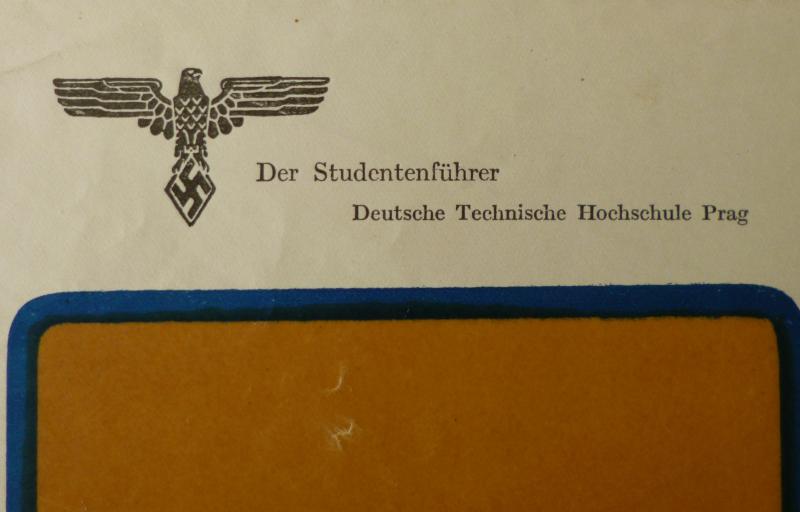 Der Studentenführer
Deutsche Technische Hochschule Prag